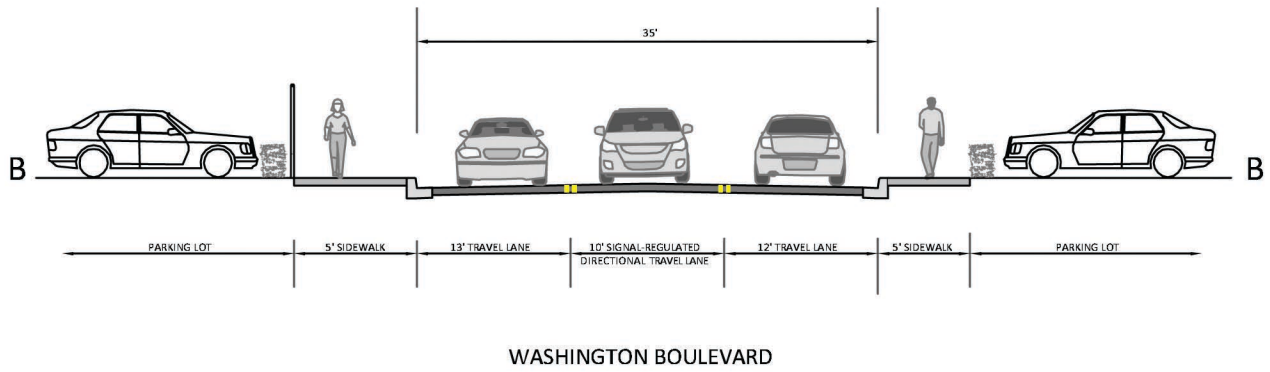 35'
B
B
PARKING LOT
5' SIDEWALK
13' TRAVEL LANE
10' SIGNAL-REGULATED
DIRECTIONAL TRAVEL LANE
12' TRAVEL LANE
5' SIDEWALK
PARKING LOT
WASHINGTON BOULEVARD